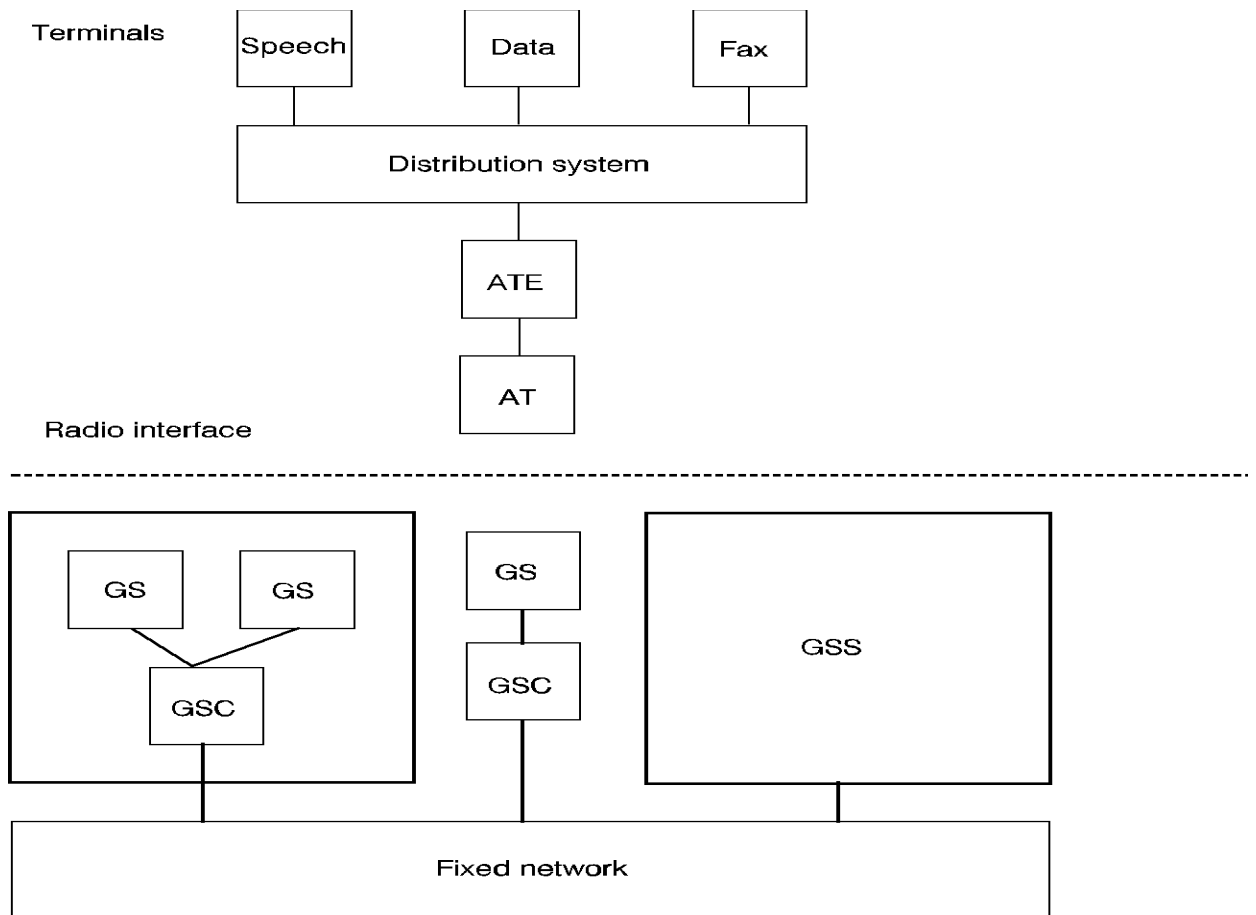 Terminals
Speech
Data
Fax
Distribution system
ATE
AT
Radio interface
GS
GS
GS
GSC
GSC
GSS
Fixed network